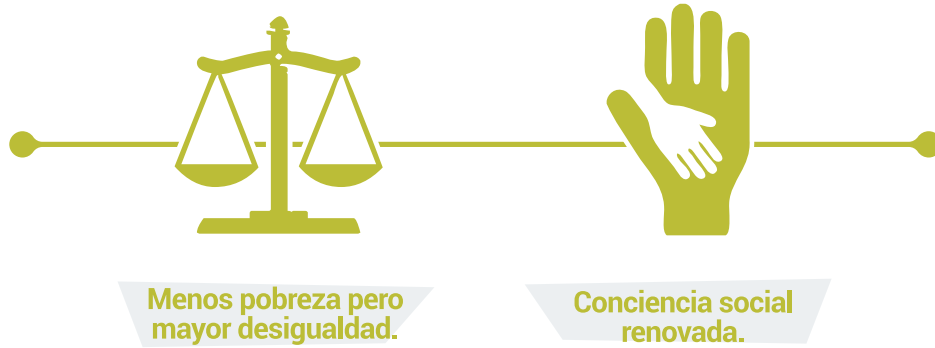 Menos pobreza pero
mayor desigualdad.
Conciencia social
renovada.